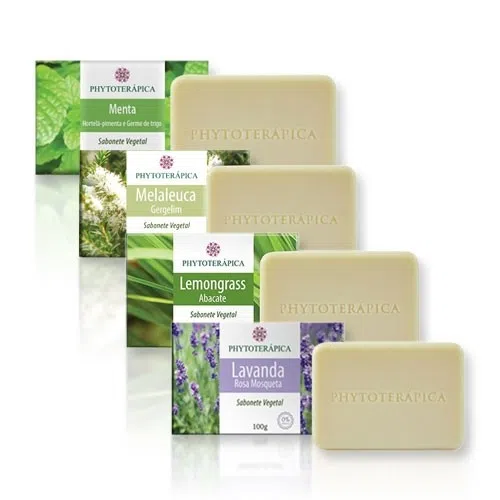 PHYTOTERÁPICA
Menta
Hortelã-pimenta e Germe de trigo
Sabonete Vegetal
PHYTOTERÁPICA
PHYTOTERÁPICA
Melaleuca
Gergelim
Sabonete Vegetal
PHYTOTERÁPICA
PHYTOTERÁPICA
Lemongrass
Abacate
Sabonete Vegetal
PHYTOTERÁPICA
PHYTOTERÁPICA
Lavanda
Rosa Mosqueta
Sabonete Vegetal
100g
0%
PHYTOTERÁPICA